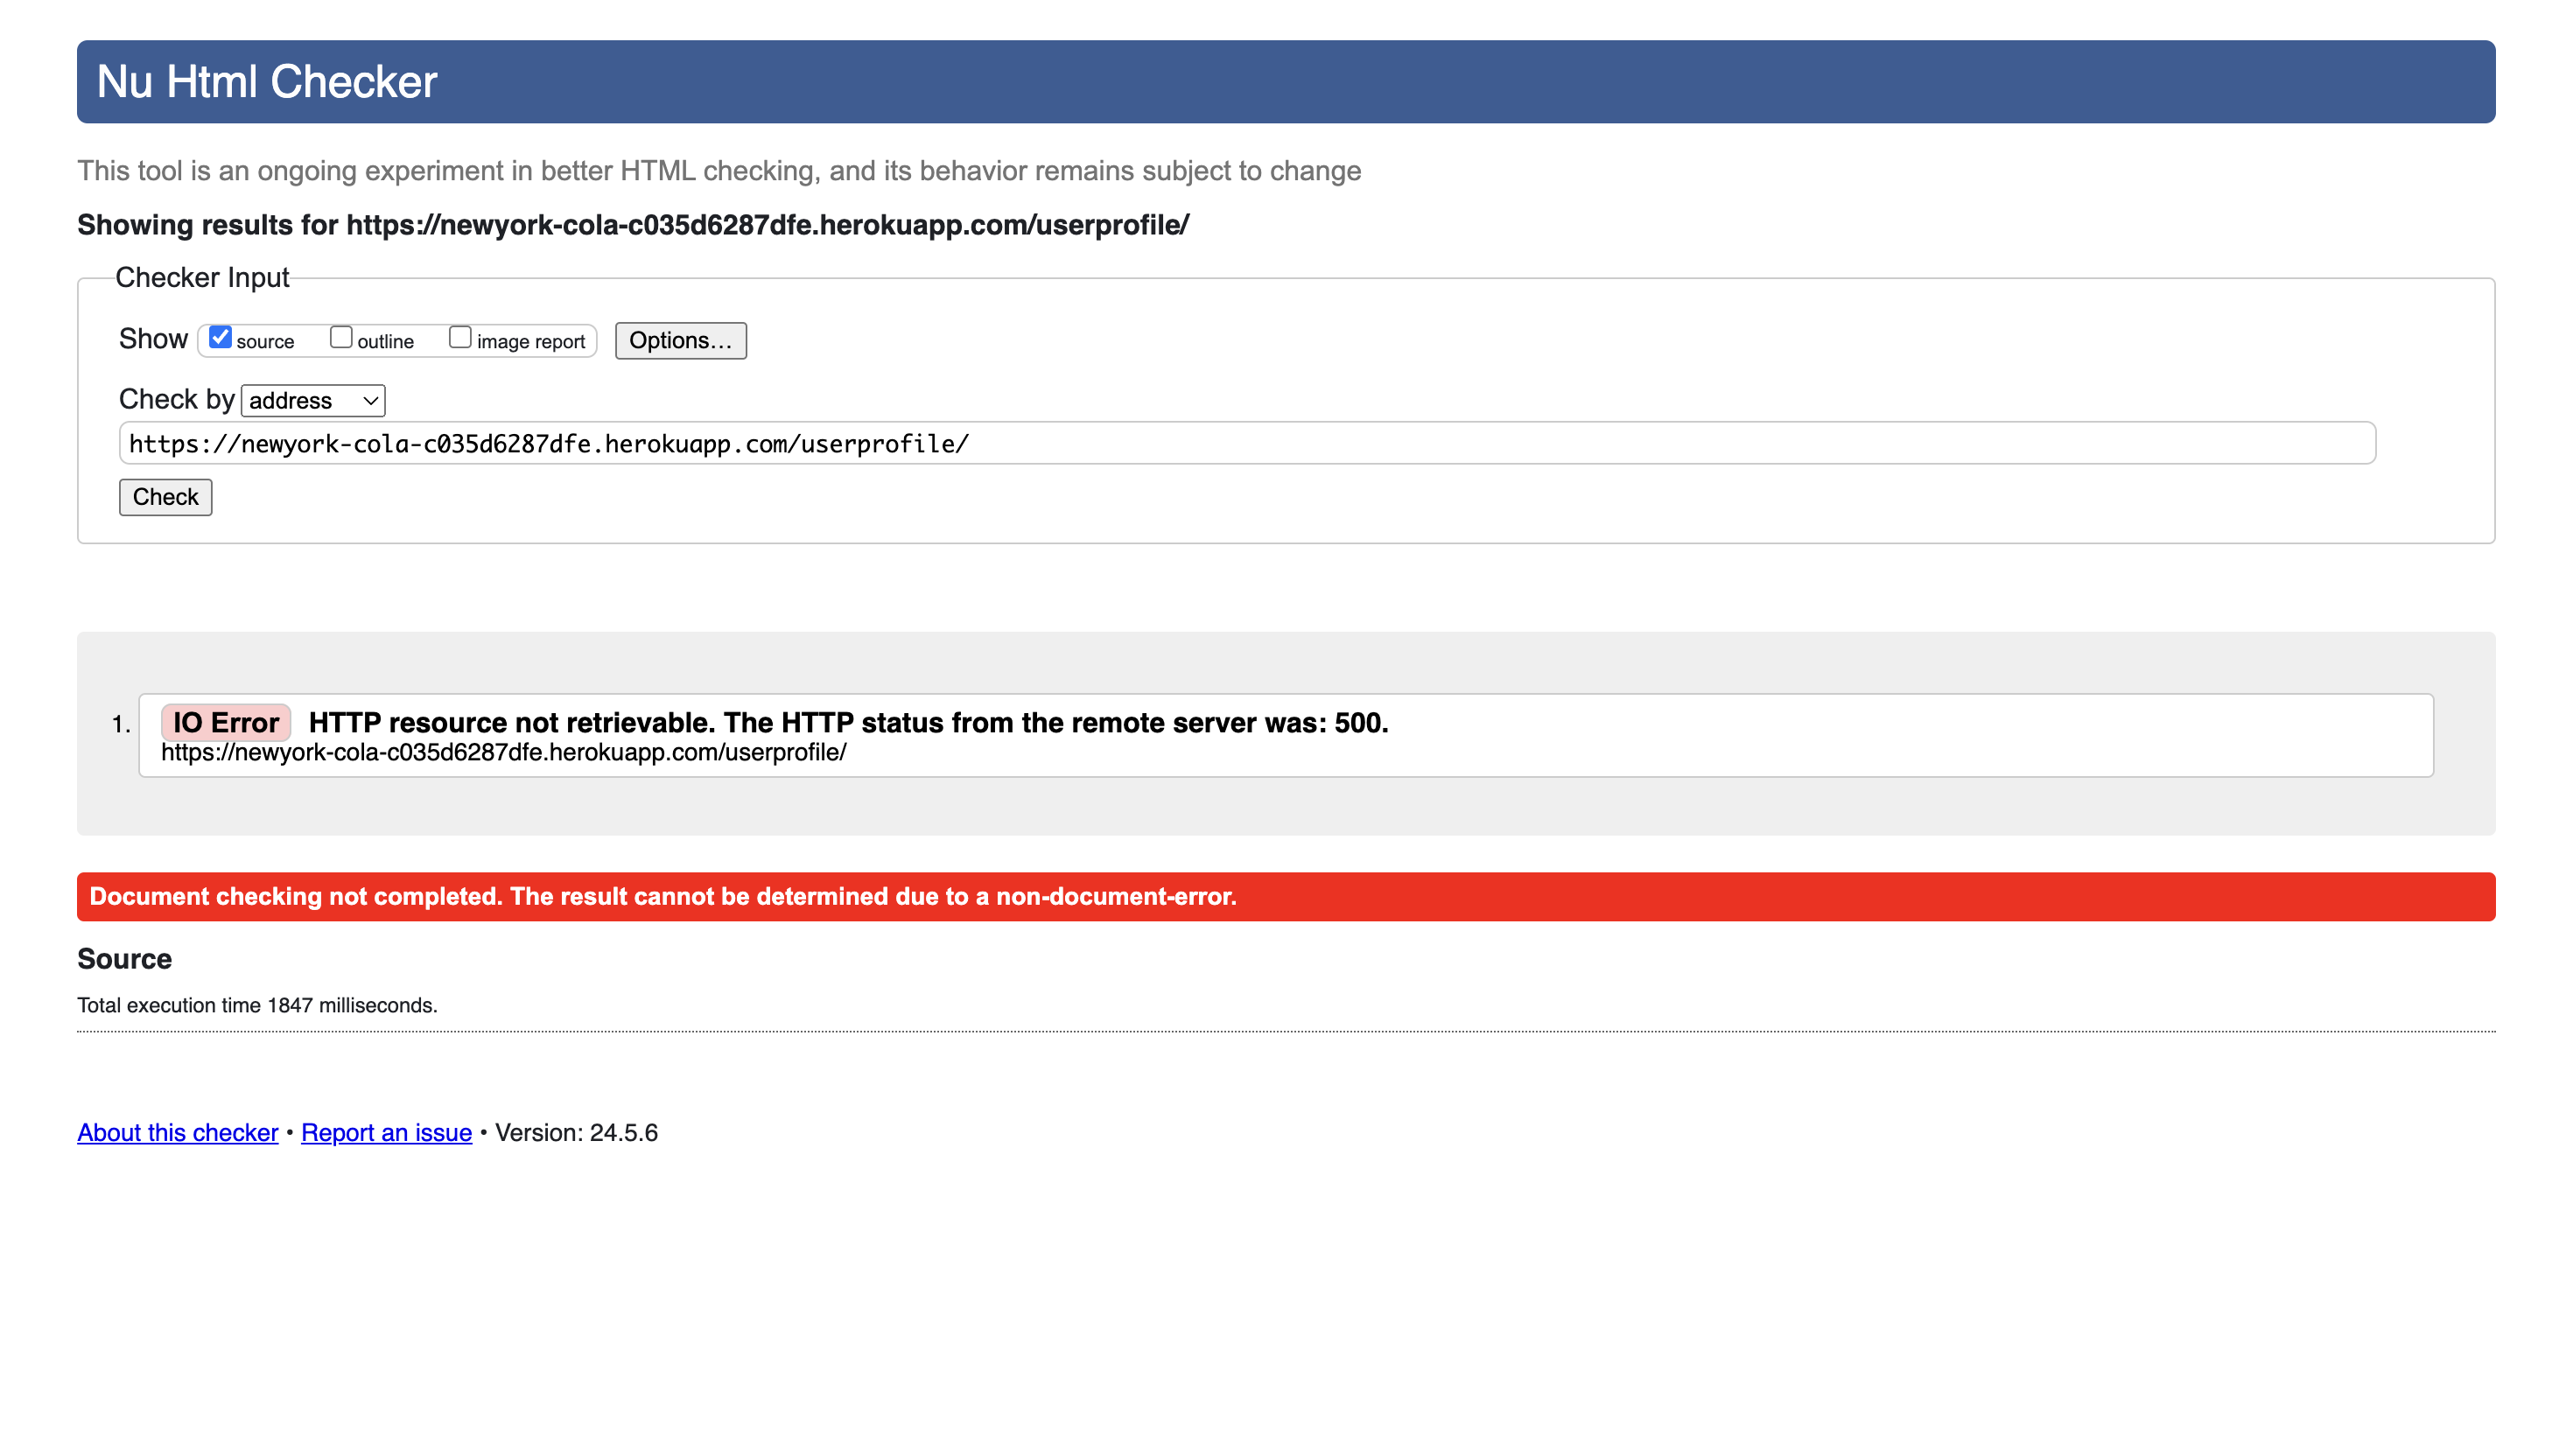 Nu Html Checker
This tool is an ongoing experiment in better HTML checking, and its behavior remains subject to change
Showing results for https://newyork-cola-c035d6287dfe.herokuapp.com/userprofile/
Checker Input
Show source outline image report Options…
Check by address
https://newyork-cola-c035d6287dfe.herokuapp.com/userprofile/
Check
1. IO Error HTTP resource not retrievable. The HTTP status from the remote server was: 500.
https://newyork-cola-c035d6287dfe.herokuapp.com/userprofile/
Document checking not completed. The result cannot be determined due to a non-document-error.
Source
Total execution time 1847 milliseconds.
About this checker • Report an issue • Version: 24.5.6